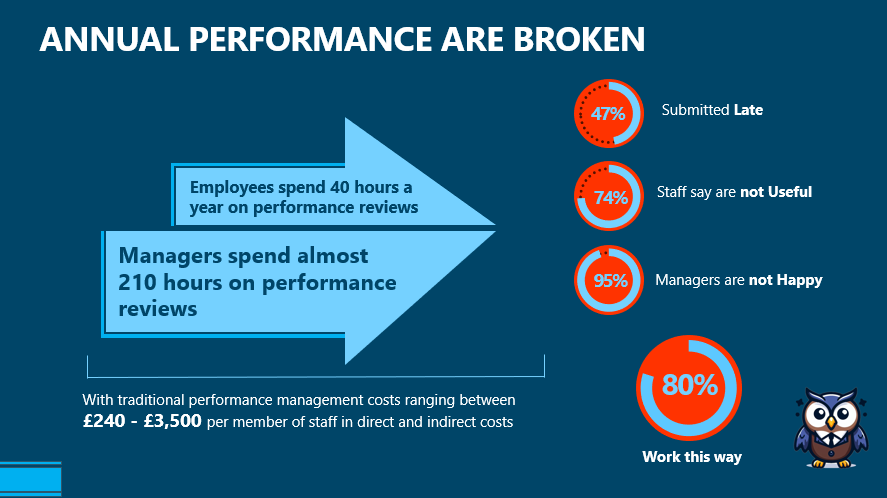 ANNUAL PERFORMANCE ARE BROKEN
Employees spend 40 hours a
year on performance reviews
Managers spend almost
210 hours on performance
reviews
With traditional performance management costs ranging between
£240 - £3,500 per member of staff in direct and indirect costs
47%
Submitted Late
74%
Staff say are not Useful
95%
Managers are not Happy
80%
Work this way